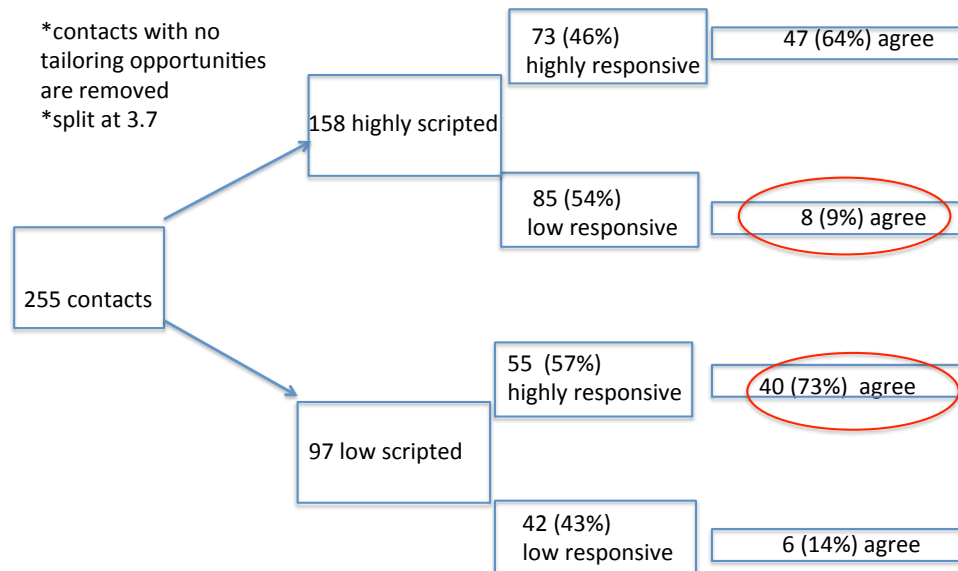 *contacts with no
tailoring opportunities
are removed
*split at 3.7
255 contacts
158 highly scripted
73 (46%)
highly responsive
47 (64%) agree
85 (54%)
low responsive
8 (9%) agree
97 low scripted
55 (57%)
highly responsive
40 (73%) agree
42 (43%)
low responsive
6 (14%) agree